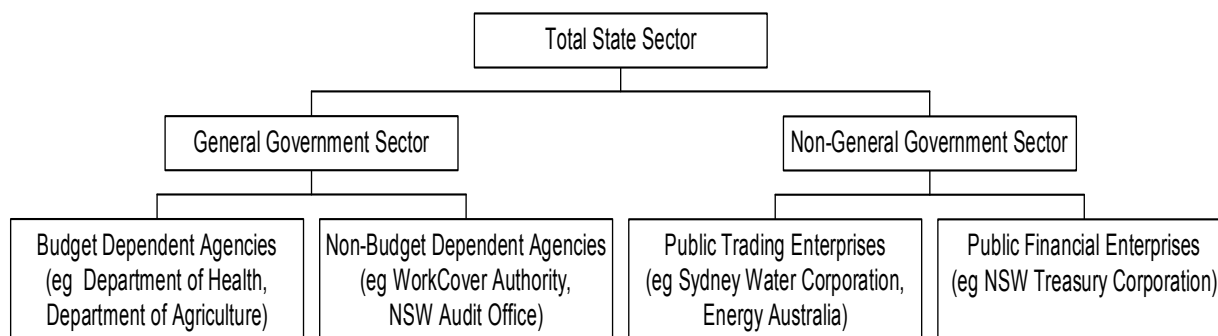 Total State Sector
General Government Sector
Non-General Government Sector
Budget Dependent Agencies
(eg Department of Health,
Department of Agriculture)
Non-Budget Dependent Agencies
(eg WorkCover Authority,
NSW Audit Office)
Public Trading Enterprises
(eg Sydney Water Corporation,
Energy Australia)
Public Financial Enterprises
(eg NSW Treasury Corporation)